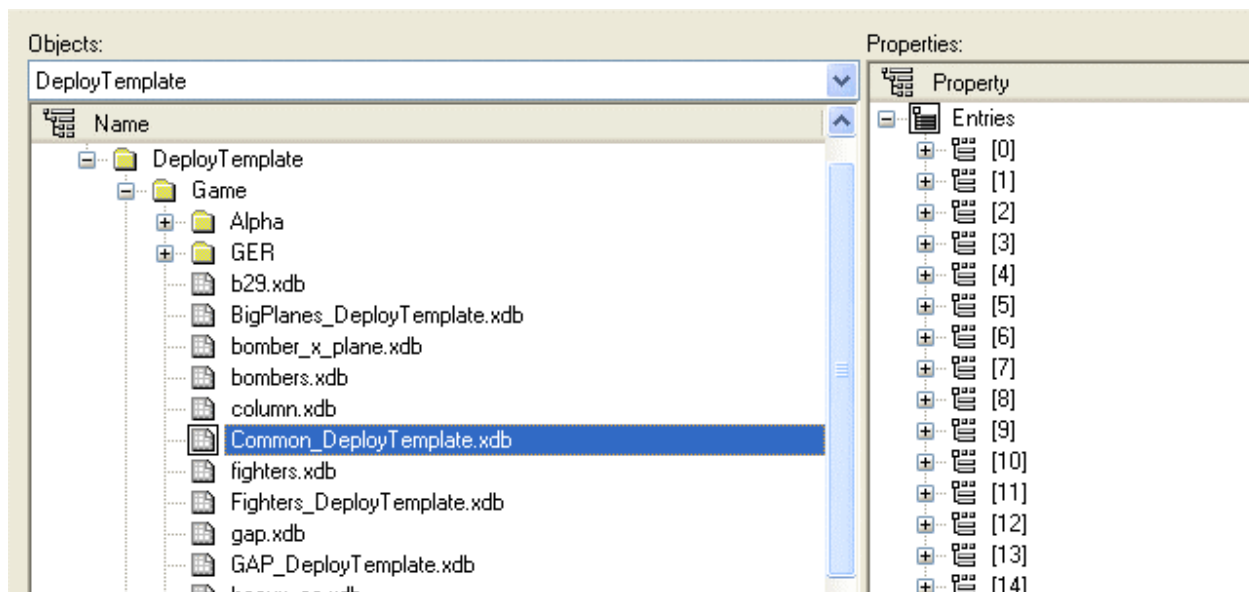 Objects:
DeployTemplate
Name
DeployTemplate
Game
Alpha
GER
b29.xdb
BigPlanes_DeployTemplate.xdb
bomber_x_plane.xdb
bombers.xdb
column.xdb
Common_DeployTemplate.xdb
fighters.xdb
Fighters_DeployTemplate.xdb
gap.xdb
GAP_DeployTemplate.xdb
Properties:
Property
Entries
[0]
[1]
[2]
[3]
[4]
[5]
[6]
[7]
[8]
[9]
[10]
[11]
[12]
[13]
[14]